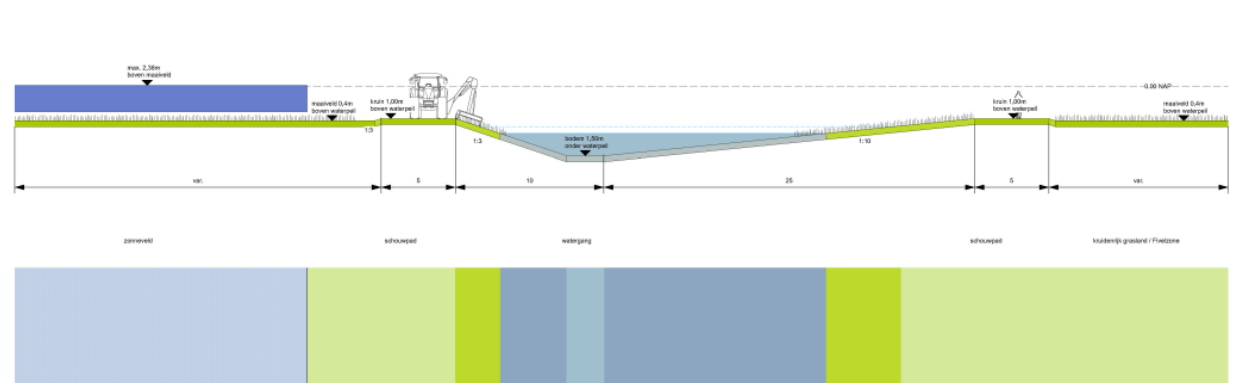 max. 2,38m
boven maaiveld
0.90 NAP
maaiveld 0,4m
boven waterpeil
kruin 1,00m
boven waterpeil
kruin 1,00m
boven waterpeil
maaiveld 0,4m
boven waterpeil
1:3
1:3
bodem 1,50m
onder waterpeil
1:10
var.
5
10
25
5
var.
zonneveld
schouwpad
watergang
schouwpad
kruidenrijk grasland / Fivelzone